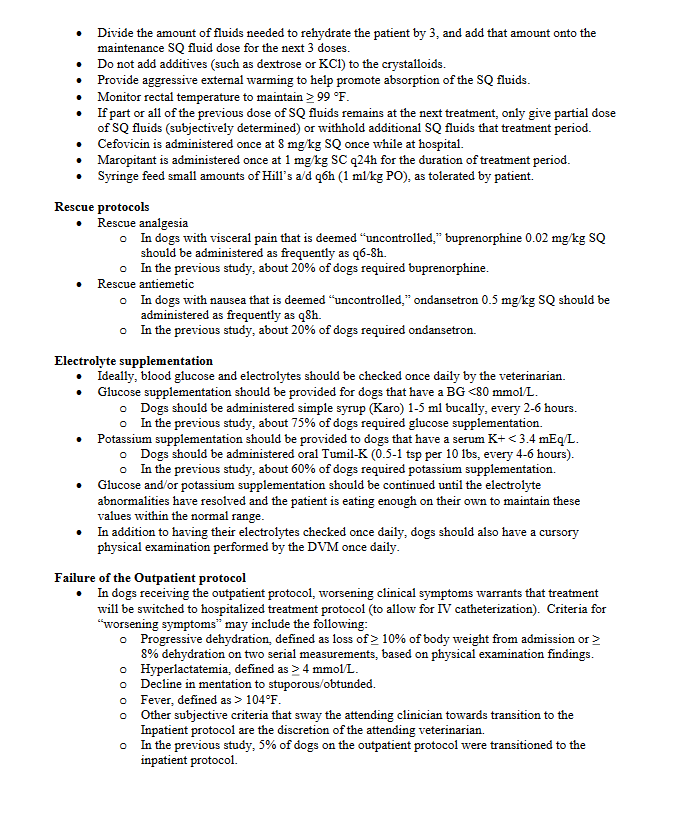 • Divide the amount of fluids needed to rehydrate the patient by 3, and add that amount onto the
maintenance SQ fluid dose for the next 3 doses.
• Do not add additives (such as dextrose or KCl) to the crystalloids.
• Provide aggressive external warming to help promote absorption of the SQ fluids.
• Monitor rectal temperature to maintain ≥ 99 °F.
• If part or all of the previous dose of SQ fluids remains at the next treatment, only give partial dose
of SQ fluids (subjectively determined) or withhold additional SQ fluids that treatment period.
• Cefovicin is administered once at 8 mg/kg SQ once while at hospital.
• Maropitant is administered once at 1 mg/kg SC q24h for the duration of treatment period.
• Syringe feed small amounts of Hill's a/d q6h (1 ml/kg PO), as tolerated by patient.
Rescue protocols
• Rescue analgesia
o In dogs with visceral pain that is deemed “uncontrolled,” buprenorphine 0.02 mg/kg SQ
should be administered as frequently as q6-8h.
o In the previous study, about 20% of dogs required buprenorphine.
• Rescue antiemetic
o In dogs with nausea that is deemed “uncontrolled,” ondansetron 0.5 mg/kg SQ should be
administered as frequently as q8h.
o In the previous study, about 20% of dogs required ondansetron.
Electrolyte supplementation
• Ideally, blood glucose and electrolytes should be checked once daily by the veterinarian.
• Glucose supplementation should be provided for dogs that have a BG <80 mmol/L.
o Dogs should be administered simple syrup (Karo) 1-5 ml bucally, every 2-6 hours.
o In the previous study, about 75% of dogs required glucose supplementation.
• Potassium supplementation should be provided to dogs that have a serum K+ < 3.4 mEq/L.
o Dogs should be administered oral Tumil-K (0.5-1 tsp per 10 lbs, every 4-6 hours).
o In the previous study, about 60% of dogs required potassium supplementation.
• Glucose and/or potassium supplementation should be continued until the electrolyte
abnormalities have resolved and the patient is eating enough on their own to maintain these
values within the normal range.
• In addition to having their electrolytes checked once daily, dogs should also have a cursory
physical examination performed by the DVM once daily.
Failure of the Outpatient protocol
• In dogs receiving the outpatient protocol, worsening clinical symptoms warrants that treatment
will be switched to hospitalized treatment protocol (to allow for IV catheterization). Criteria for
“worsening symptoms” may include the following:
o Progressive dehydration, defined as loss of ≥ 10% of body weight from admission or ≥
8% dehydration on two serial measurements, based on physical examination findings.
o Hyperlactatemia, defined as ≥ 4 mmol/L.
o Decline in mentation to stuporous/obtunded.
o Fever, defined as > 104°F.
o Other subjective criteria that sway the attending clinician towards transition to the
Inpatient protocol are the discretion of the attending veterinarian.
o In the previous study, 5% of dogs on the outpatient protocol were transitioned to the
inpatient protocol.